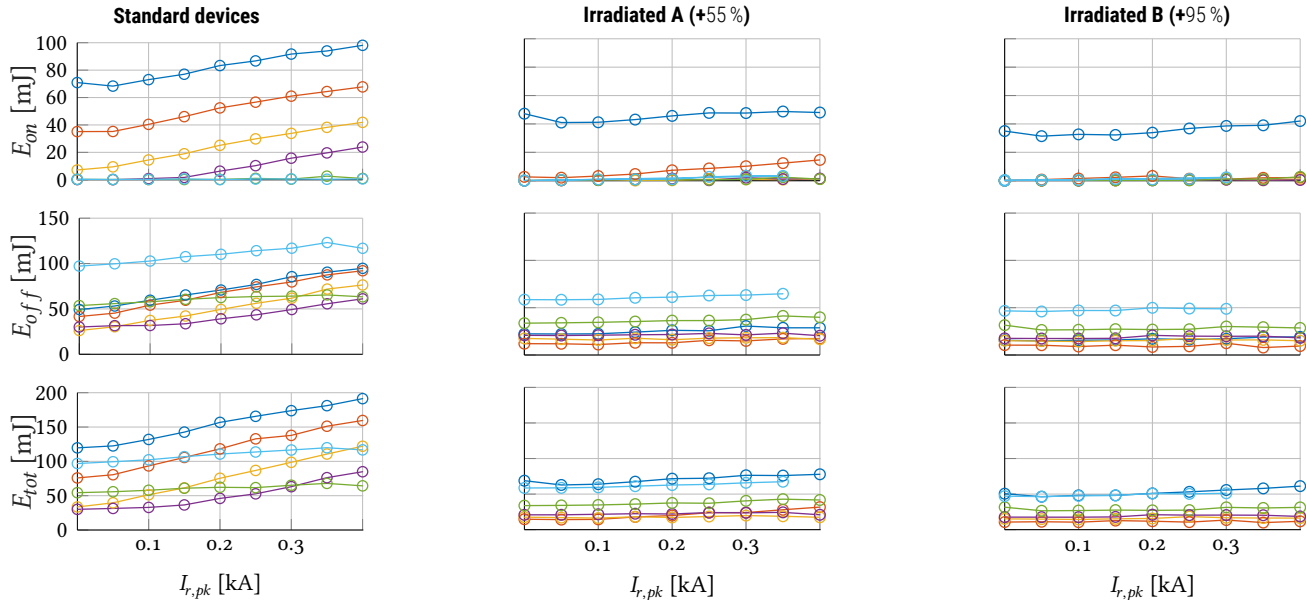 Standard devices
Irradiated A (+55 %)
Irradiated B (+95 %)
E_on [mJ]
100
80
60
40
20
0
E_off [mJ]
150
100
50
0
E_tot [mJ]
200
150
100
50
0
0.1 0.2 0.3
0.1 0.2 0.3
0.1 0.2 0.3
I_r,pk [kA]
I_r,pk [kA]
I_r,pk [kA]